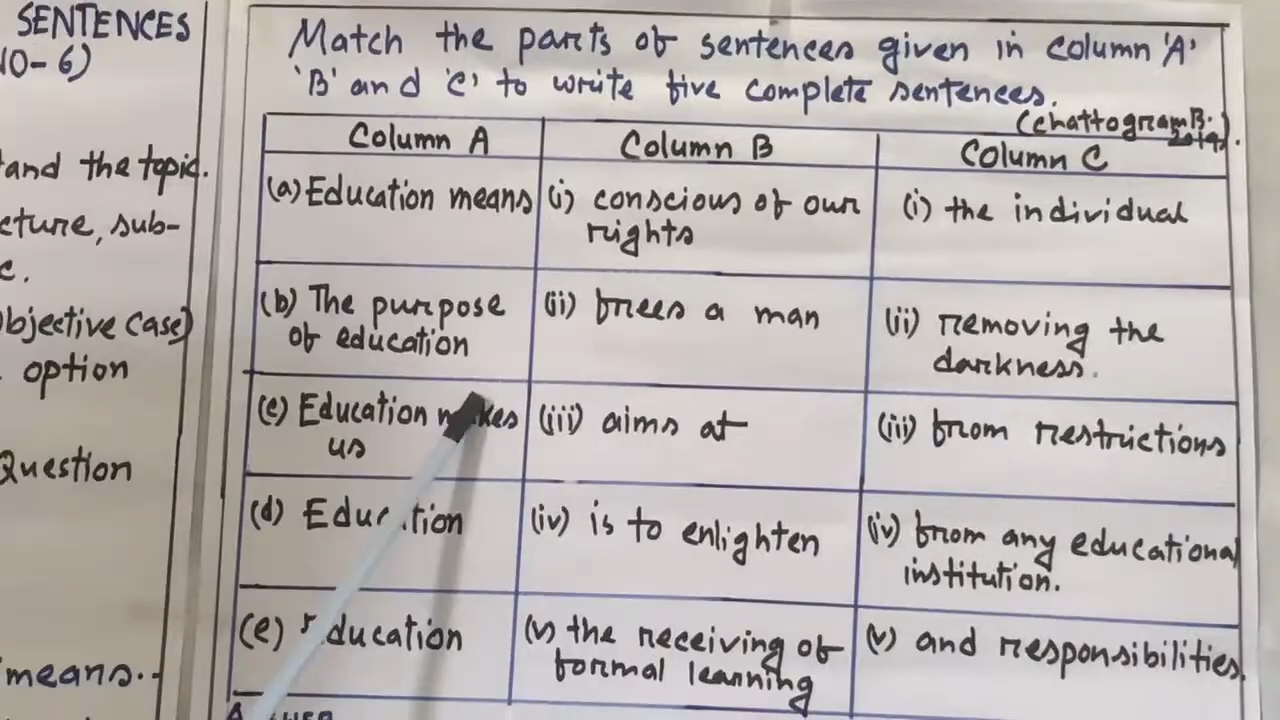 SENTENCES
10-6)
and the topic.
cture, sub-
c.
objective case)
option
Question
means.
Match the parts of sentences given in column 'A'
'B' and 'C' to write five complete sentences.
(Chattogram B. 2019).
Column A
Column B
Column C
(a) Education means
(i) conscious of our
rights
(i) the individual
(b) The purpose
of education
(ii) frees a man
(ii) removing the
darkness.
(c) Education makes
us
(iii) aims at
(iii) from restrictions
(d) Education
(iv) is to enlighten
(iv) from any educational
institution.
(e) Education
(v) the receiving of
formal learning
(v) and responsibilities.